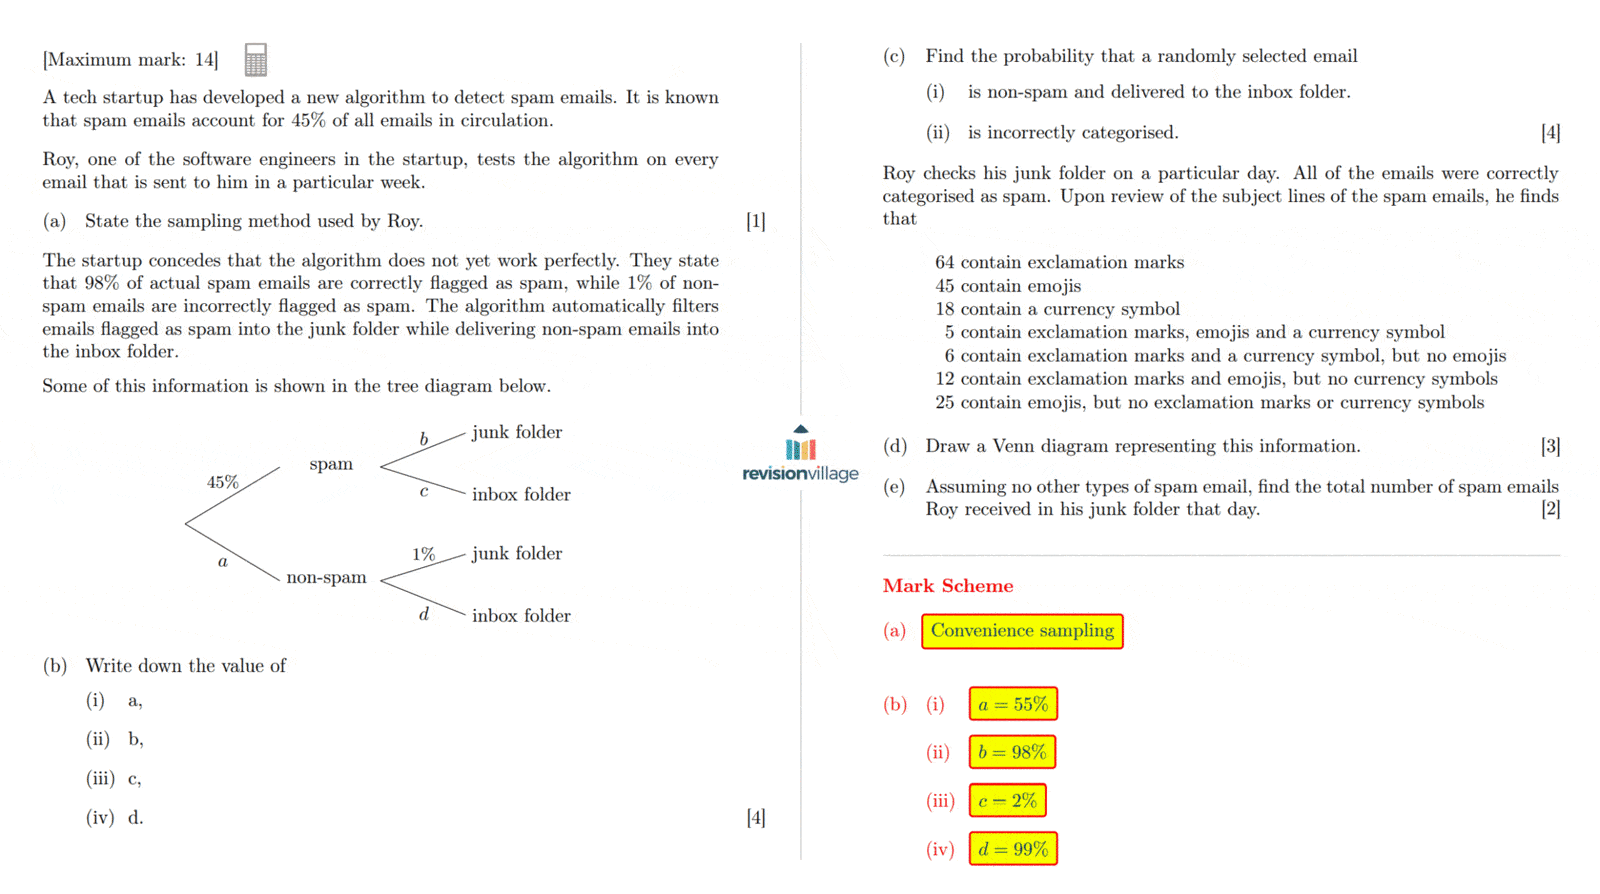 [Maximum mark: 14]
A tech startup has developed a new algorithm to detect spam emails. It is known
that spam emails account for 45% of all emails in circulation.
Roy, one of the software engineers in the startup, tests the algorithm on every
email that is sent to him in a particular week.
(a) State the sampling method used by Roy. [1]
The startup concedes that the algorithm does not yet work perfectly. They state
that 98% of actual spam emails are correctly flagged as spam, while 1% of non-
spam emails are incorrectly flagged as spam. The algorithm automatically filters
emails flagged as spam into the junk folder while delivering non-spam emails into
the inbox folder.
Some of this information is shown in the tree diagram below.
b junk folder
45% spam
c inbox folder
a non-spam
1% junk folder
d inbox folder
(b) Write down the value of
(i) a,
(ii) b,
(iii) c,
(iv) d. [4]
revisionvillage
(c) Find the probability that a randomly selected email
(i) is non-spam and delivered to the inbox folder.
(ii) is incorrectly categorised. [4]
Roy checks his junk folder on a particular day. All of the emails were correctly
categorised as spam. Upon review of the subject lines of the spam emails, he finds
that
64 contain exclamation marks
45 contain emojis
18 contain a currency symbol
5 contain exclamation marks, emojis and a currency symbol
6 contain exclamation marks and a currency symbol, but no emojis
12 contain exclamation marks and emojis, but no currency symbols
25 contain emojis, but no exclamation marks or currency symbols
(d) Draw a Venn diagram representing this information. [3]
(e) Assuming no other types of spam email, find the total number of spam emails
Roy received in his junk folder that day. [2]
Mark Scheme
(a) Convenience sampling
(b) (i) a = 55%
(ii) b = 98%
(iii) c = 2%
(iv) d = 99%